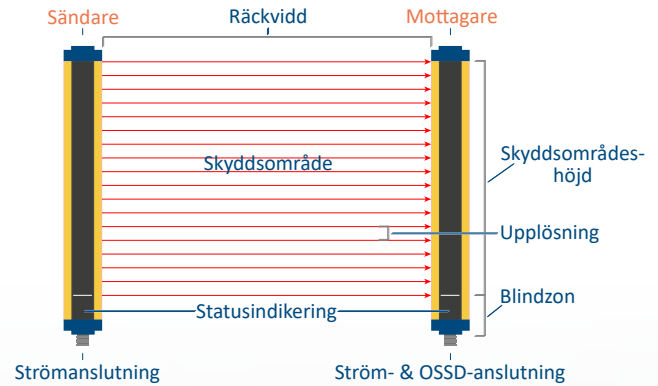 Sändare
Räckvidd
Mottagare
Skyddsområde
Skyddsområdes-
höjd
Upplösning
Blindzon
Statusindikering
Strömanslutning
Ström- & OSSD-anslutning